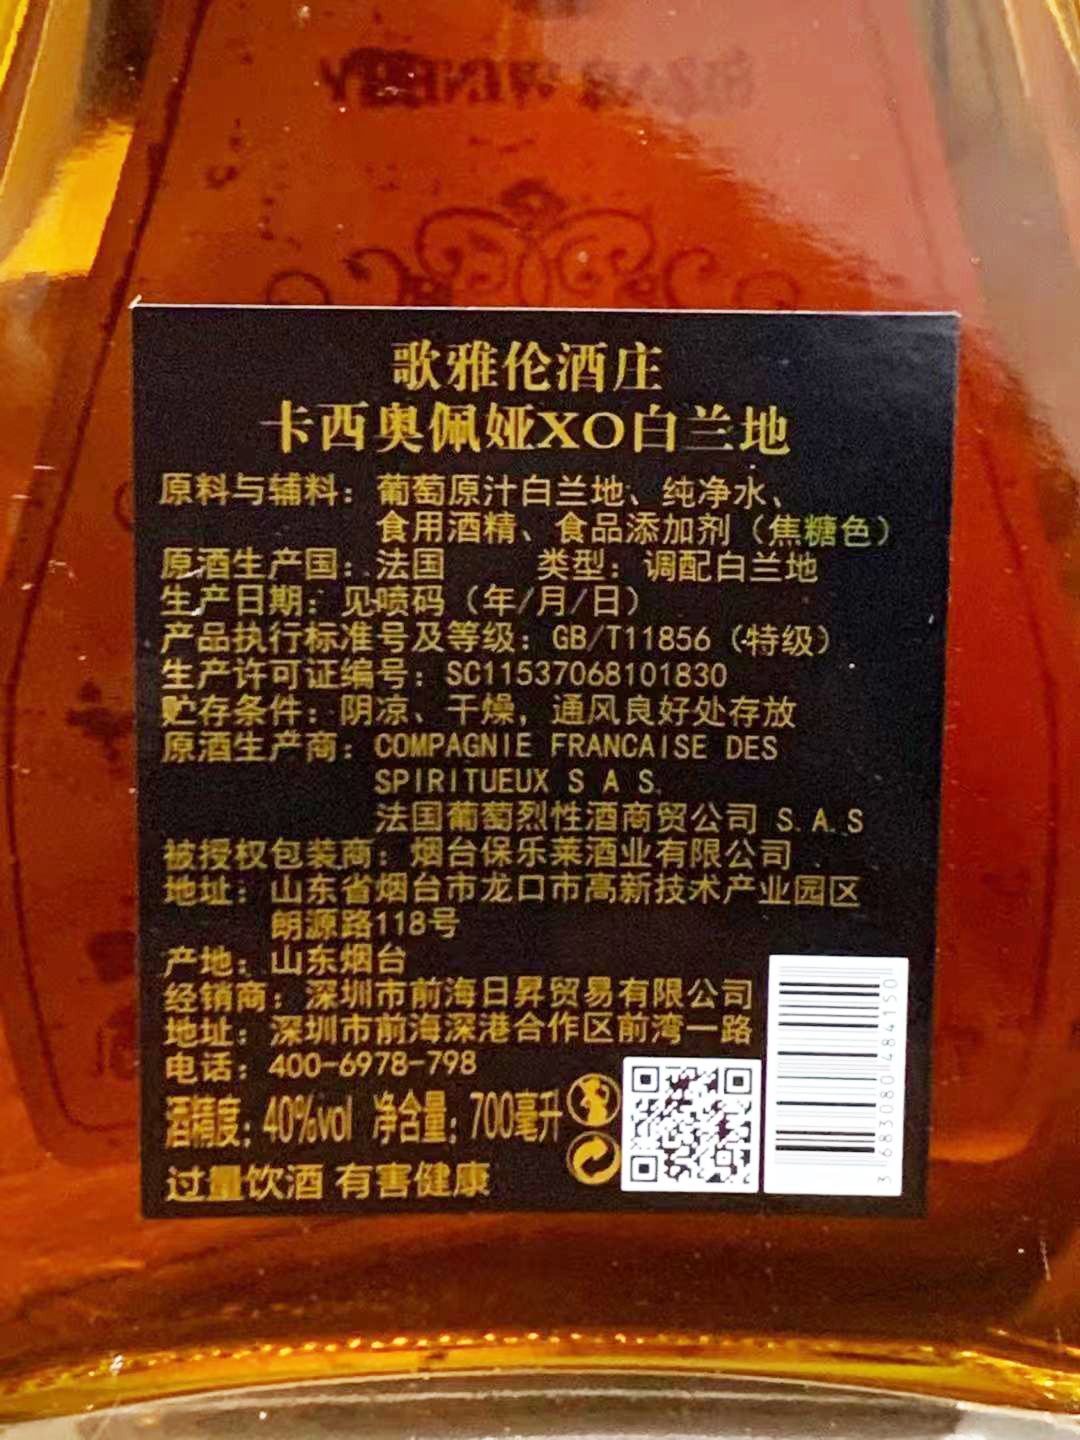 歌雅伦酒庄
卡西奥佩娅XO白兰地
原料与辅料：葡萄原汁白兰地、纯净水、
食用酒精、食品添加剂（焦糖色）
原酒生产国：法国 类型：调配白兰地
生产日期：见喷码（年/月/日）
产品执行标准号及等级：GB/T11856（特级）
生产许可证编号：SC11537068101830
贮存条件：阴凉、干燥，通风良好处存放
原酒生产商：COMPAGNIE FRANCAISE DES
SPIRITUEUX S A S.
法国葡萄烈性酒商贸公司 S.A.S
被授权包装商：烟台保乐莱酒业有限公司
地址：山东省烟台市龙口市高新技术产业园区
朗源路118号
产地：山东烟台
经销商：深圳市前海日昇贸易有限公司
地址：深圳市前海深港合作区前湾一路
电话：400-6978-798
酒精度：40%vol 净含量：700毫升
过量饮酒 有害健康
3683080484150